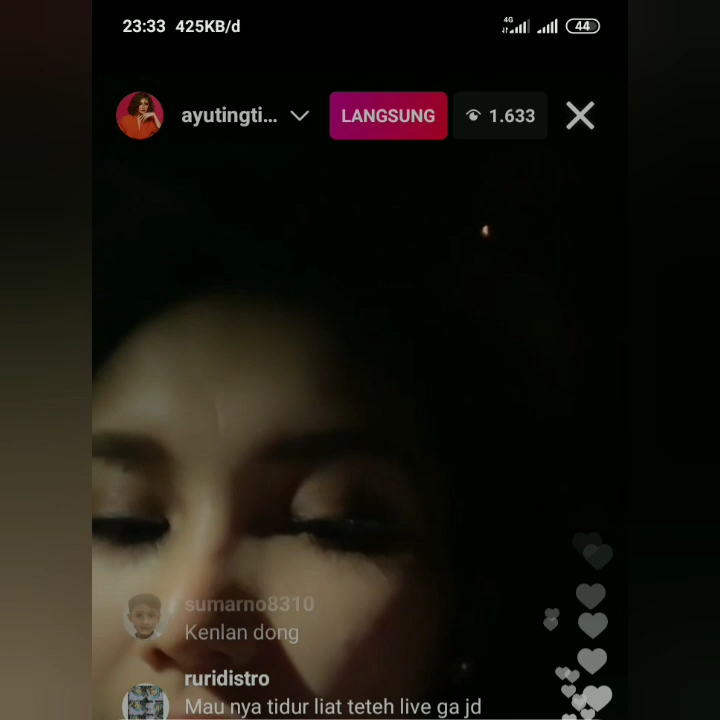 23:33 425KB/d 4G 44
ayutingti... LANGSUNG 1.633
sumarno8310
Kenlan dong
ruridistro
Mau nya tidur liat teteh live ga jd